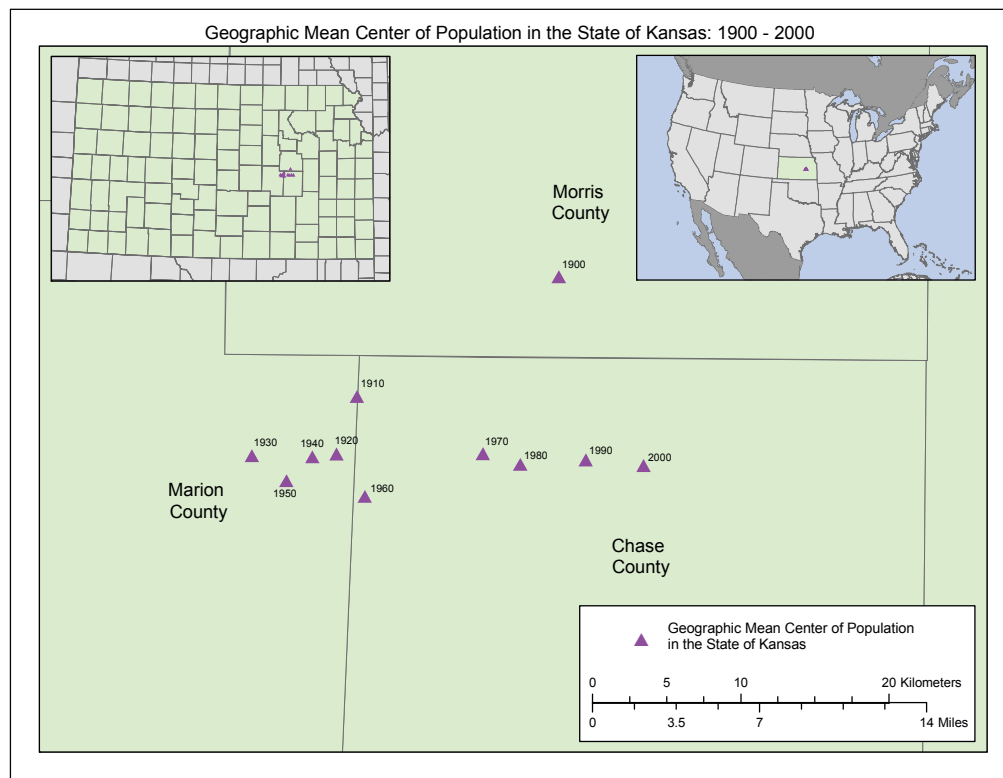 Geographic Mean Center of Population in the State of Kansas: 1900 - 2000
Morris
County
1900
1910
1930
1940
1920
1950
1960
1970
1980
1990
2000
Marion
County
Chase
County
Geographic Mean Center of Population
in the State of Kansas
0 5 10 20 Kilometers
0 3.5 7 14 Miles